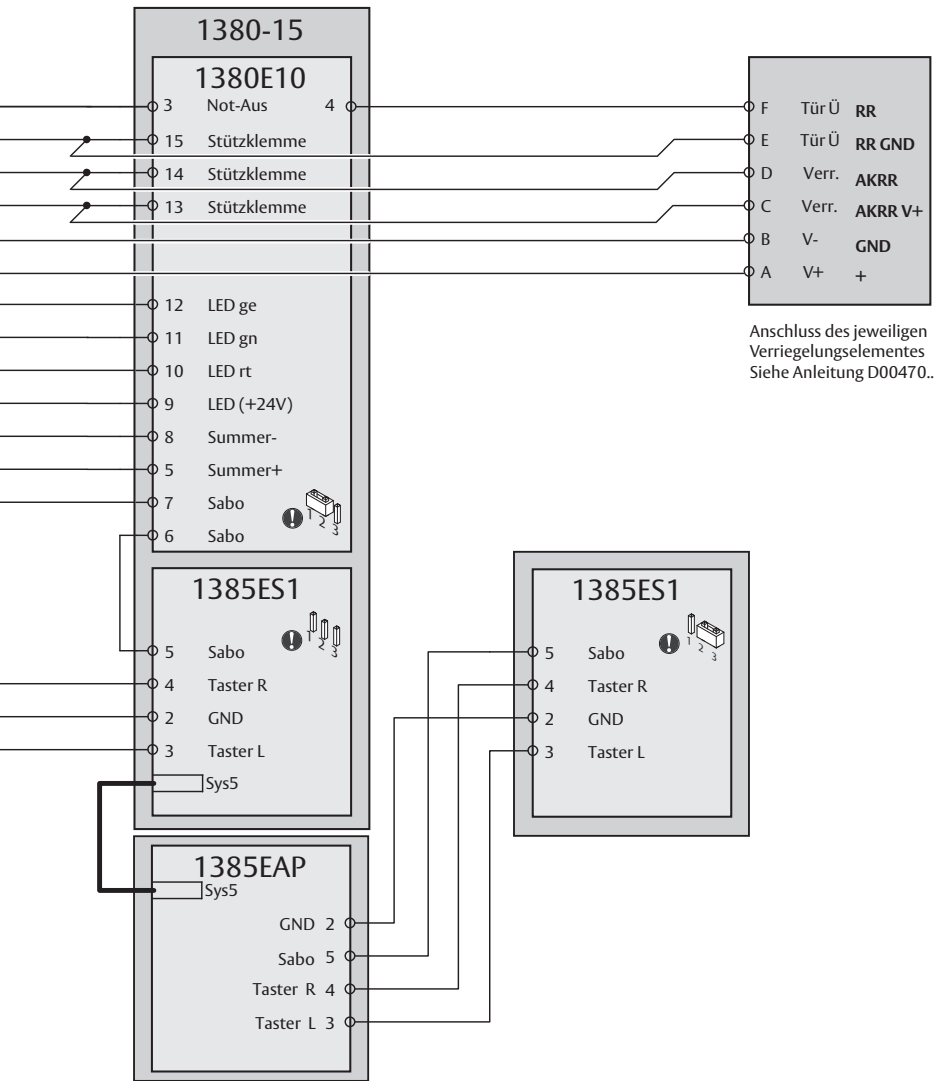 1380-15
1380E10
3 Not-Aus 4
15 Stützklemme
14 Stützklemme
13 Stützklemme
12 LED ge
11 LED gn
10 LED rt
9 LED (+24V)
8 Summer-
5 Summer+
7 Sabo
6 Sabo
1 2 3
F Tür Ü RR
E Tür Ü RR GND
D Verr. AKRR
C Verr. AKRR V+
B V- GND
A V+ +
Anschluss des jeweiligen
Verriegelungselementes
Siehe Anleitung D00470..
1385ES1
1 2 3
5 Sabo
4 Taster R
2 GND
3 Taster L
Sys5
1385ES1
1 2 3
5 Sabo
4 Taster R
2 GND
3 Taster L
1385EAP
Sys5
GND 2
Sabo 5
Taster R 4
Taster L 3